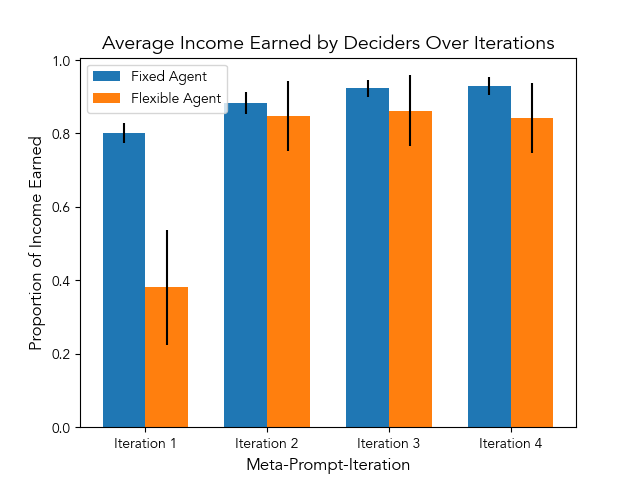 Average Income Earned by Deciders Over Iterations
Fixed Agent
Flexible Agent
Proportion of Income Earned
1.0
0.8
0.6
0.4
0.2
0.0
Iteration 1
Iteration 2
Iteration 3
Iteration 4
Meta-Prompt-Iteration